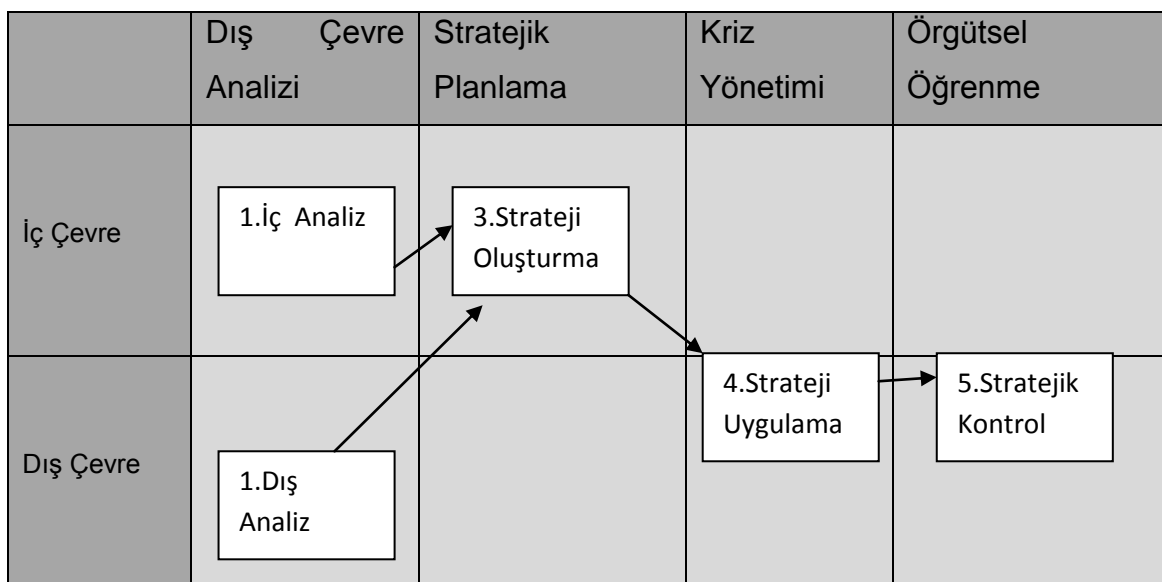 Dış Çevre
Analizi
Stratejik
Planlama
Kriz
Yönetimi
Örgütsel
Öğrenme
İç Çevre
1.İç Analiz
3.Strateji
Oluşturma
Dış Çevre
1.Dış
Analiz
4.Strateji
Uygulama
5.Stratejik
Kontrol